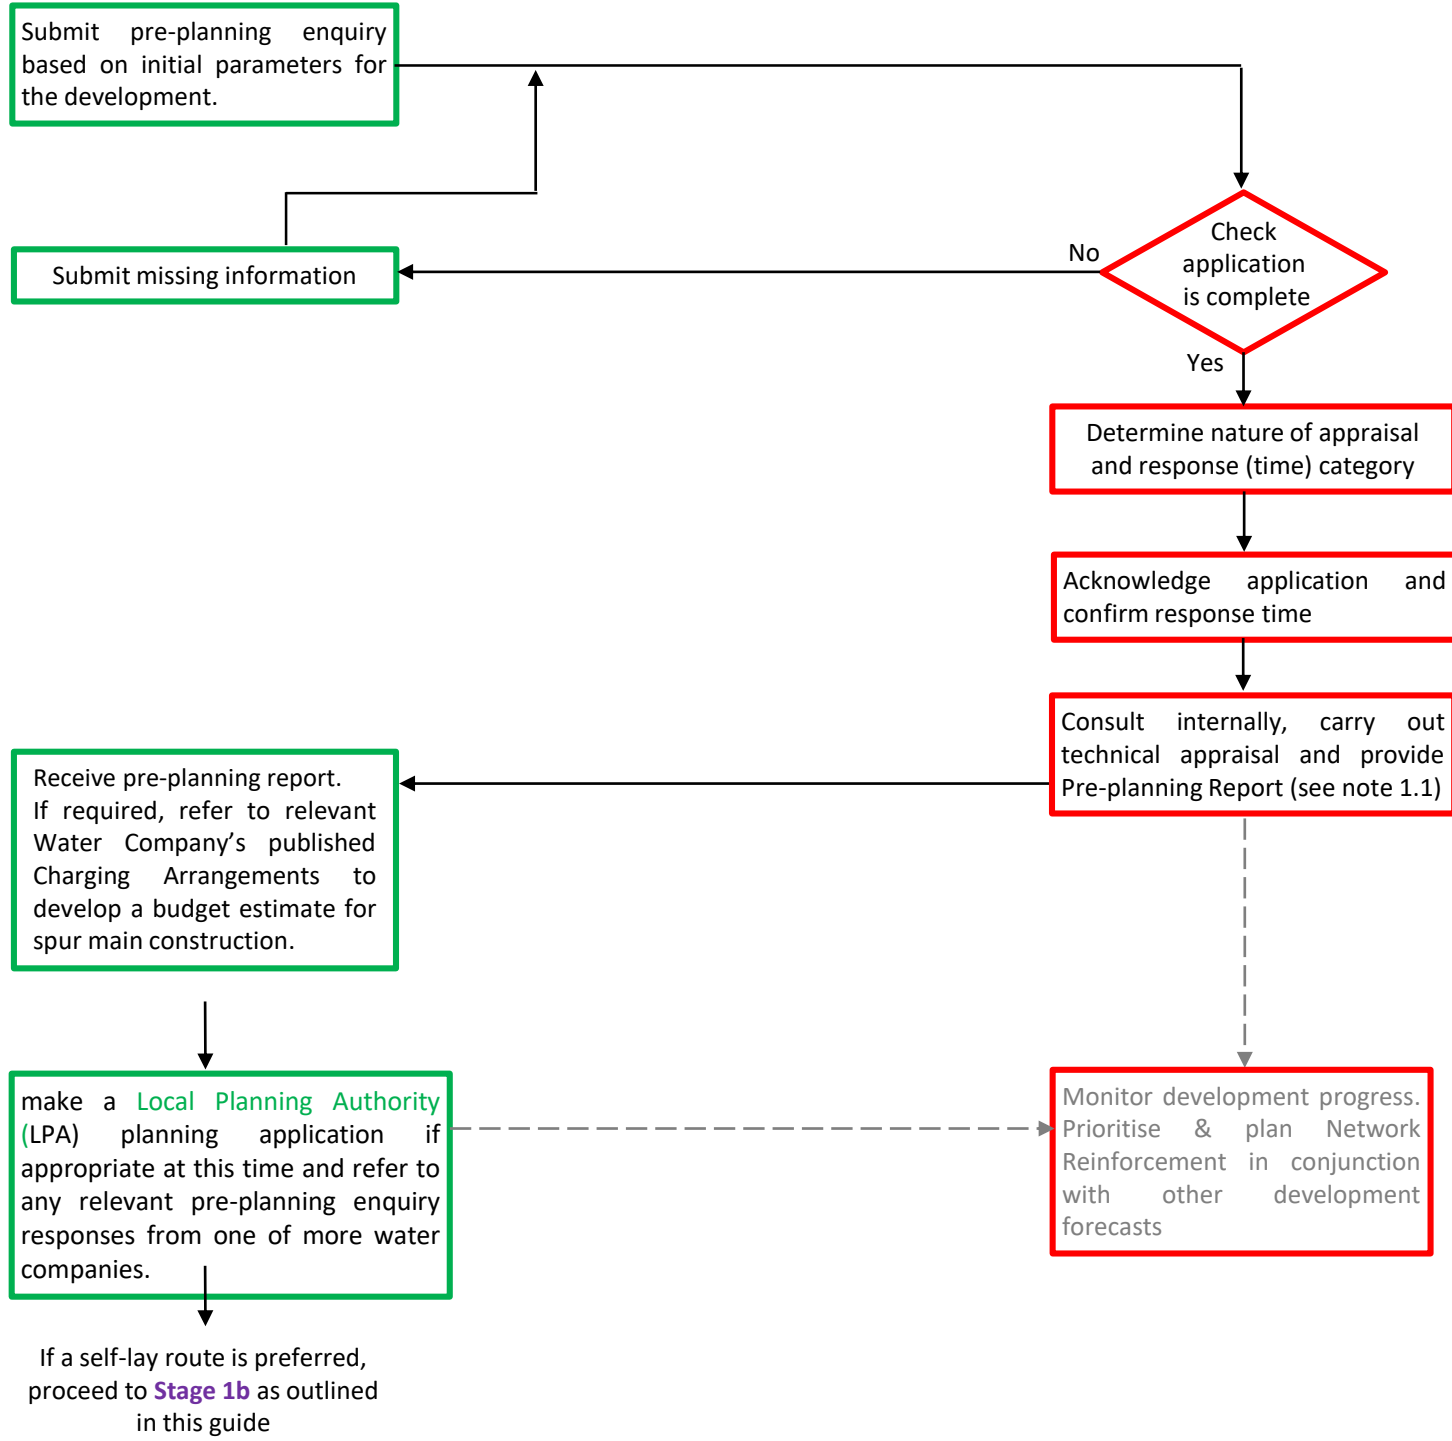 Submit pre-planning enquiry
based on initial parameters for
the development.
Submit missing information
No
Check
application
is complete
Yes
Determine nature of appraisal
and response (time) category
Acknowledge application and
confirm response time
Consult internally, carry out
technical appraisal and provide
Pre-planning Report (see note 1.1)
Receive pre-planning report.
If required, refer to relevant
Water Company’s published
Charging Arrangements to
develop a budget estimate for
spur main construction.
make a Local Planning Authority
(LPA) planning application if
appropriate at this time and refer to
any relevant pre-planning enquiry
responses from one of more water
companies.
Monitor development progress.
Prioritise & plan Network
Reinforcement in conjunction
with other development
forecasts
If a self-lay route is preferred,
proceed to Stage 1b as outlined
in this guide